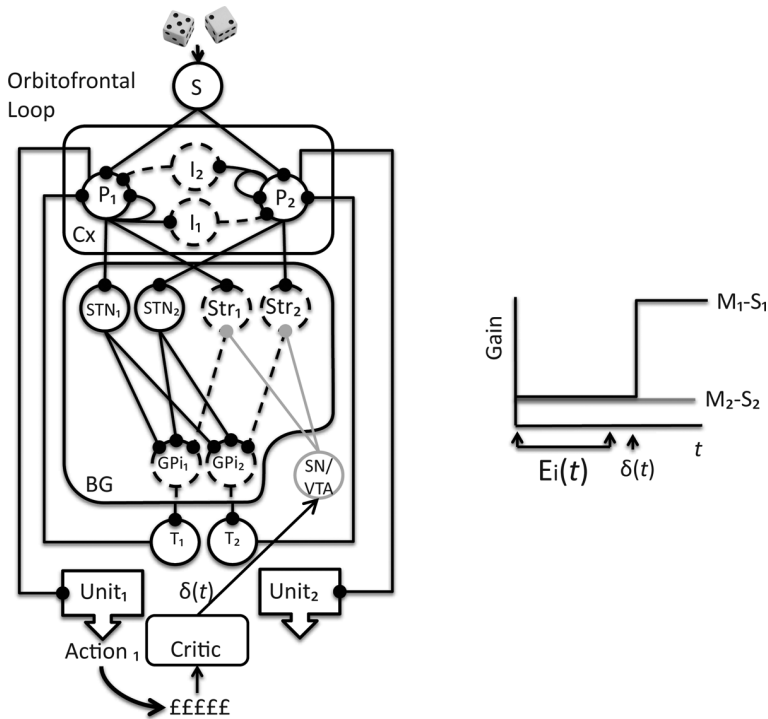 Orbitofrontal
Loop
S
I₂
P₁
P₂
I₁
Cx
STN₁
STN₂
Str₁
Str₂
GPi₁
GPi₂
SN/
VTA
BG
T₁
T₂
δ(t)
Unit₁
Unit₂
Action ₁
Critic
£££££
Gain
M₁-S₁
M₂-S₂
t
Ei(t)
δ(t)